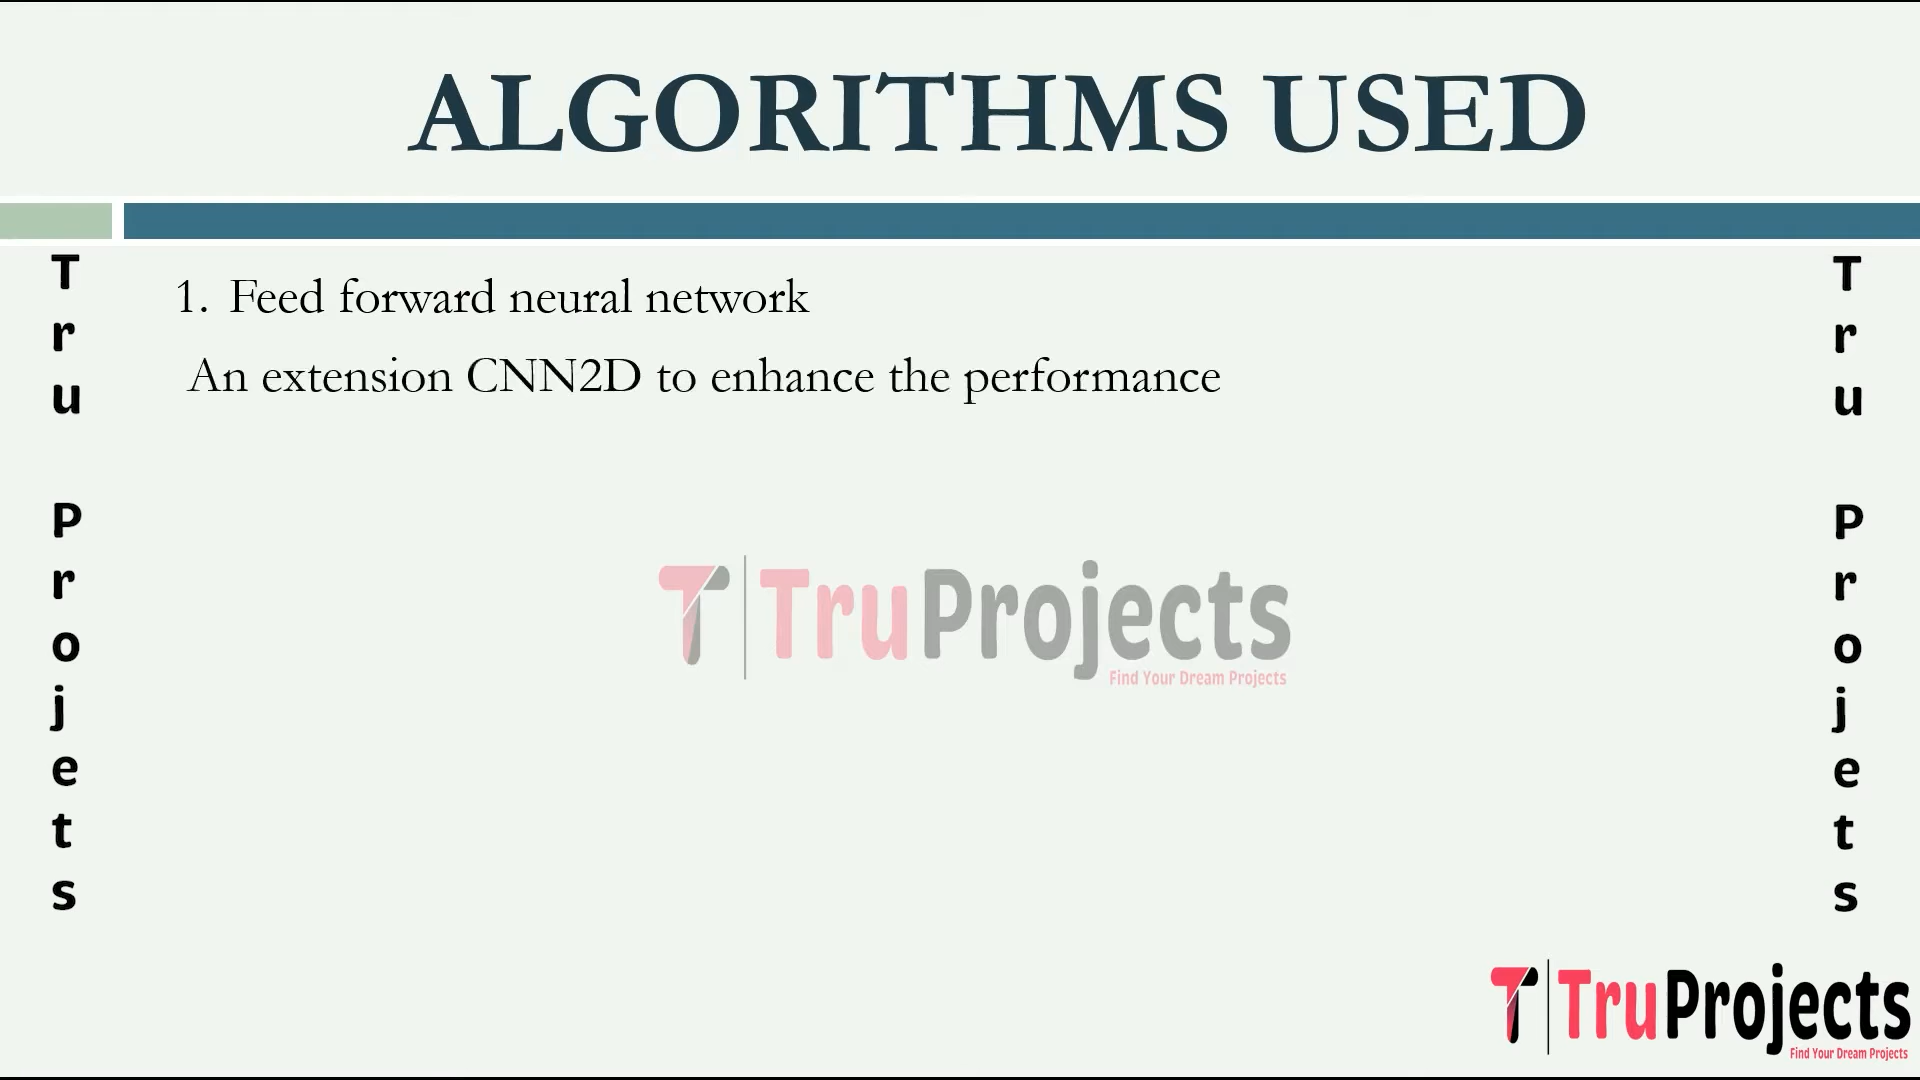 ALGORITHMS USED
Tru Projets
1. Feed forward neural network
An extension CNN2D to enhance the performance
TruProjects
Find Your Dream Projects
Tru Projets
TruProjects
Find Your Dream Projects